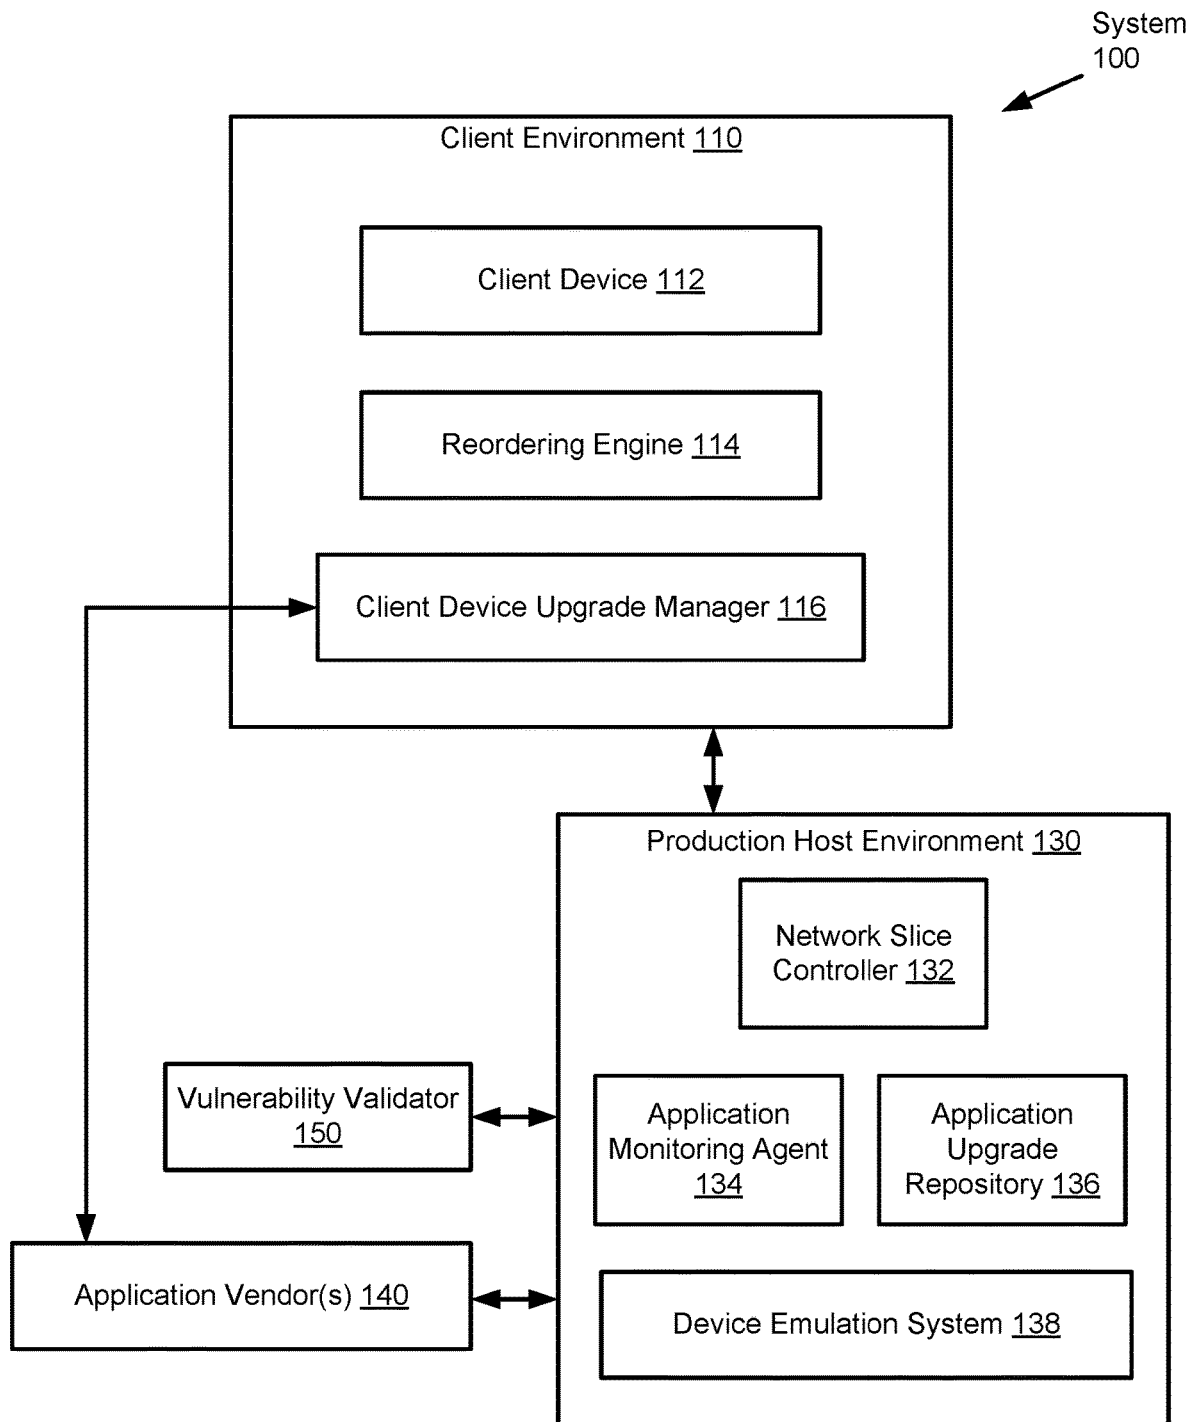 System
100
Client Environment 110
Client Device 112
Reordering Engine 114
Client Device Upgrade Manager 116
Production Host Environment 130
Network Slice
Controller 132
Vulnerability Validator
150
Application
Monitoring Agent
134
Application
Upgrade
Repository 136
Application Vendor(s) 140
Device Emulation System 138